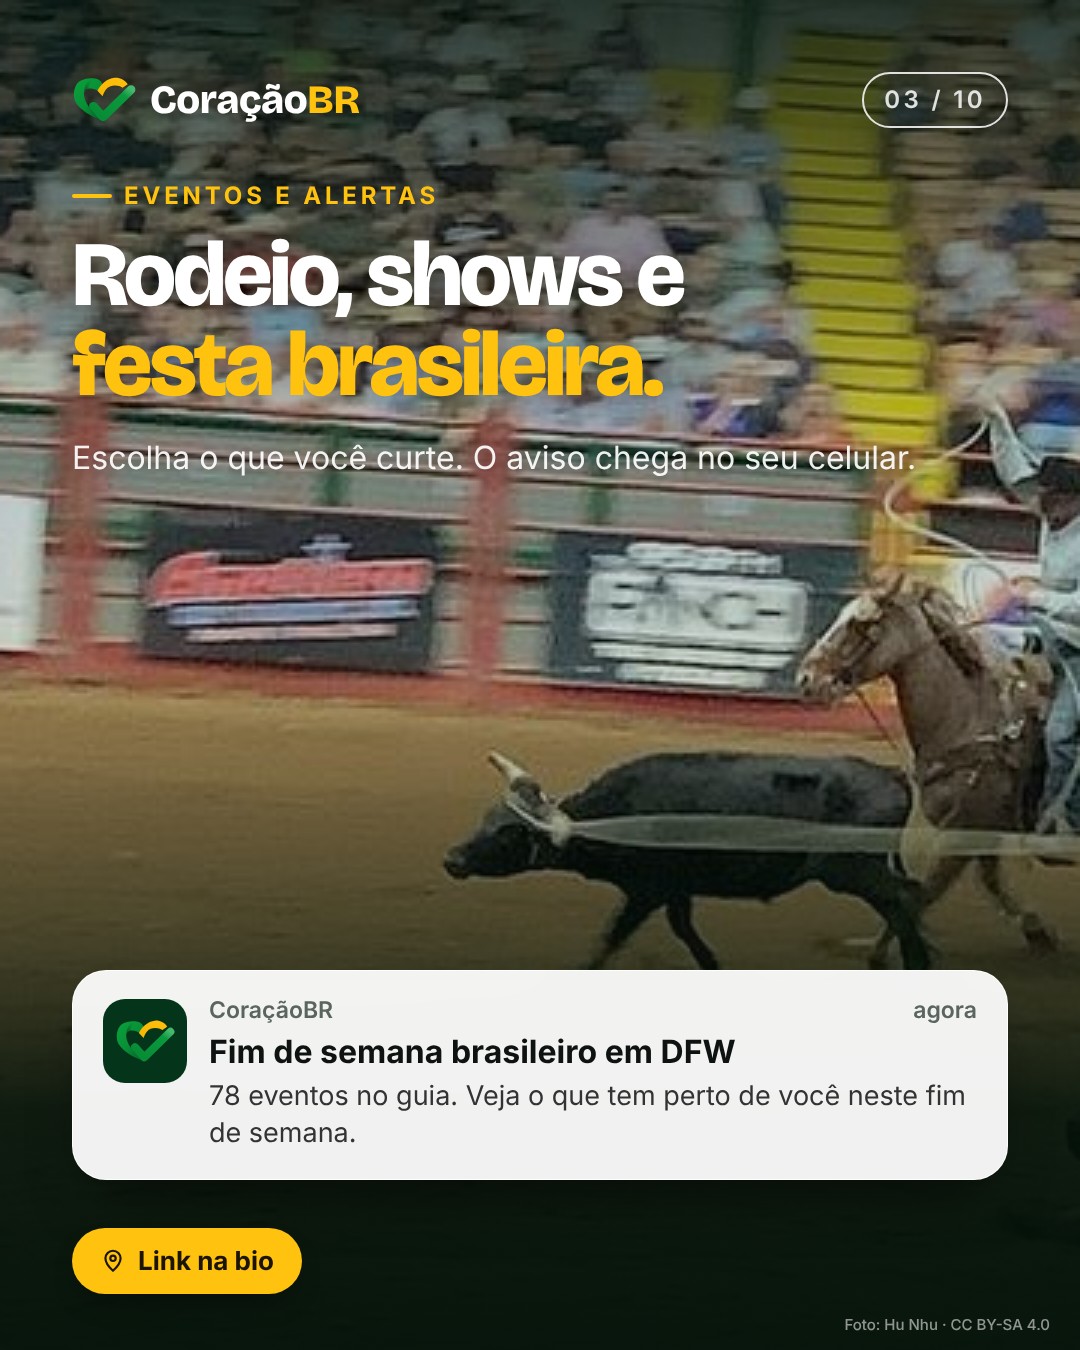 CoraçãoBR
03 / 10
EVENTOS E ALERTAS
Rodeio, shows e
festa brasileira.
Escolha o que você curte. O aviso chega no seu celular.
CoraçãoBR
agora
Fim de semana brasileiro em DFW
78 eventos no guia. Veja o que tem perto de você neste fim
de semana.
Link na bio
Foto: Hu Nhu · CC BY-SA 4.0